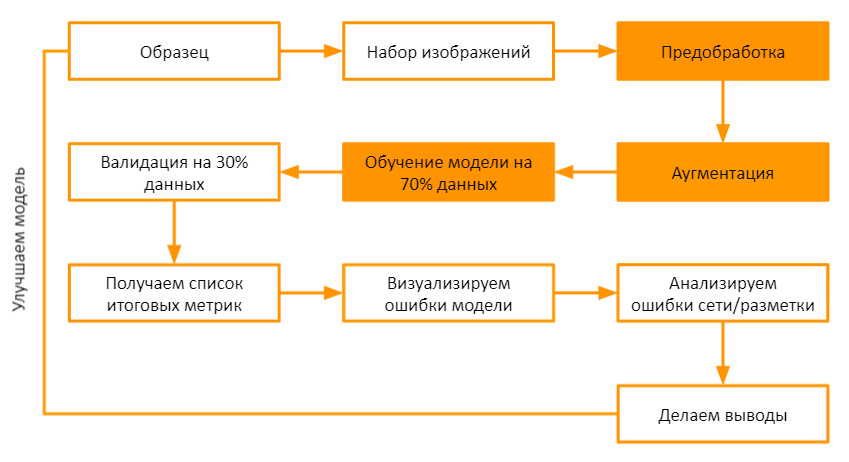 Образец
Набор изображений
Предобработка
Валидация на 30%
данных
Обучение модели на
70% данных
Аугментация
Улучшаем модель
Получаем список
итоговых метрик
Визуализируем
ошибки модели
Анализируем
ошибки сети/разметки
Делаем выводы